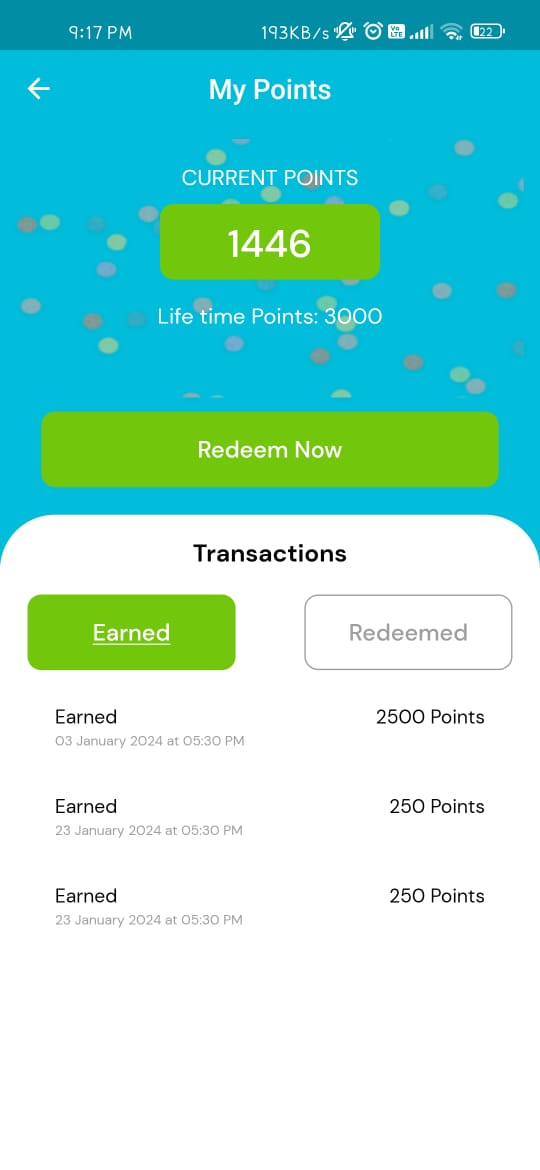 9:17 PM 193KB/s Vo LTE 22
My Points
CURRENT POINTS
1446
Life time Points: 3000
Redeem Now
Transactions
Earned Redeemed
Earned 2500 Points
03 January 2024 at 05:30 PM
Earned 250 Points
23 January 2024 at 05:30 PM
Earned 250 Points
23 January 2024 at 05:30 PM